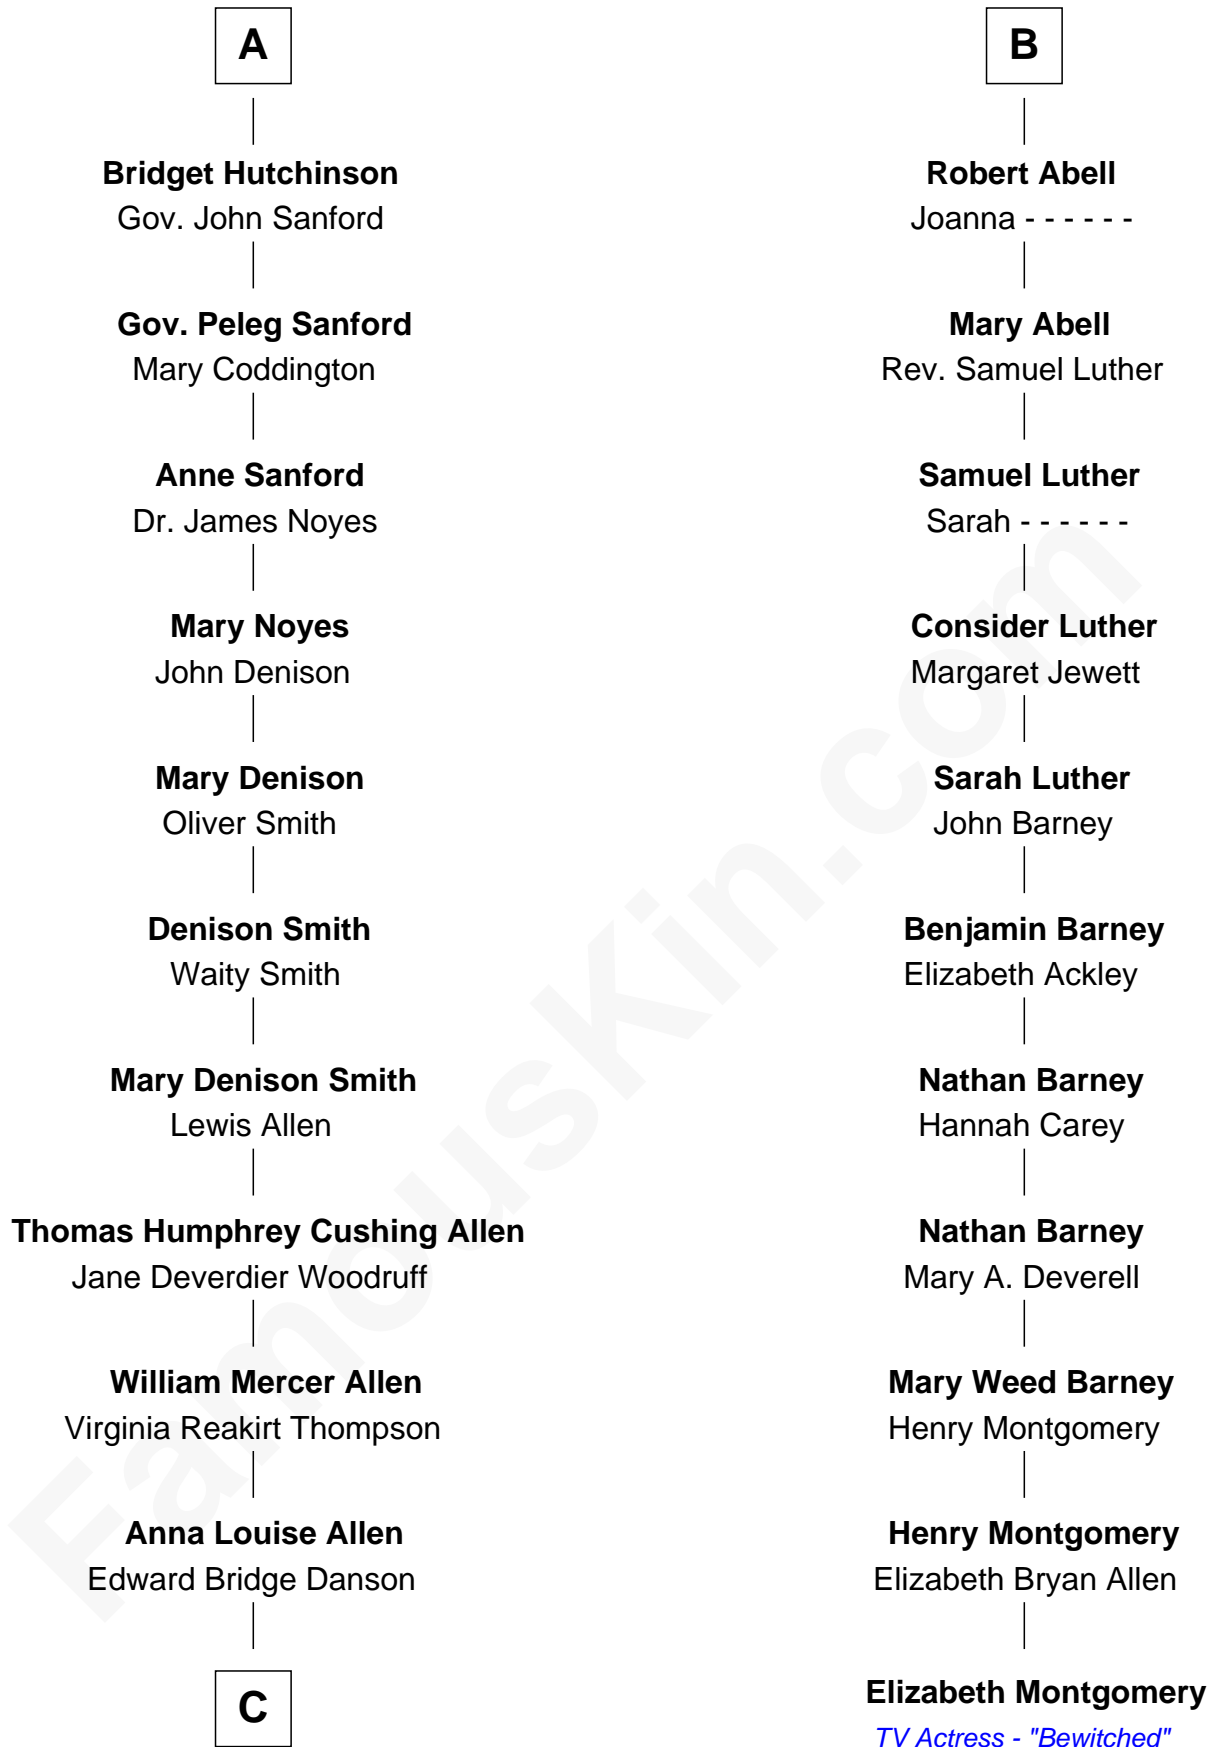 A
Bridget Hutchinson
Gov. John Sanford
Gov. Peleg Sanford
Mary Coddington
Anne Sanford
Dr. James Noyes
Mary Noyes
John Denison
Mary Denison
Oliver Smith
Denison Smith
Waity Smith
Mary Denison Smith
Lewis Allen
Thomas Humphrey Cushing Allen
Jane Deverdier Woodruff
William Mercer Allen
Virginia Reakirt Thompson
Anna Louise Allen
Edward Bridge Danson
C
B
Robert Abell
Joanna - - - - - -
Mary Abell
Rev. Samuel Luther
Samuel Luther
Sarah - - - - - -
Consider Luther
Margaret Jewett
Sarah Luther
John Barney
Benjamin Barney
Elizabeth Ackley
Nathan Barney
Hannah Carey
Nathan Barney
Mary A. Deverell
Mary Weed Barney
Henry Montgomery
Henry Montgomery
Elizabeth Bryan Allen
Elizabeth Montgomery
TV Actress - "Bewitched"
FamousKin.com